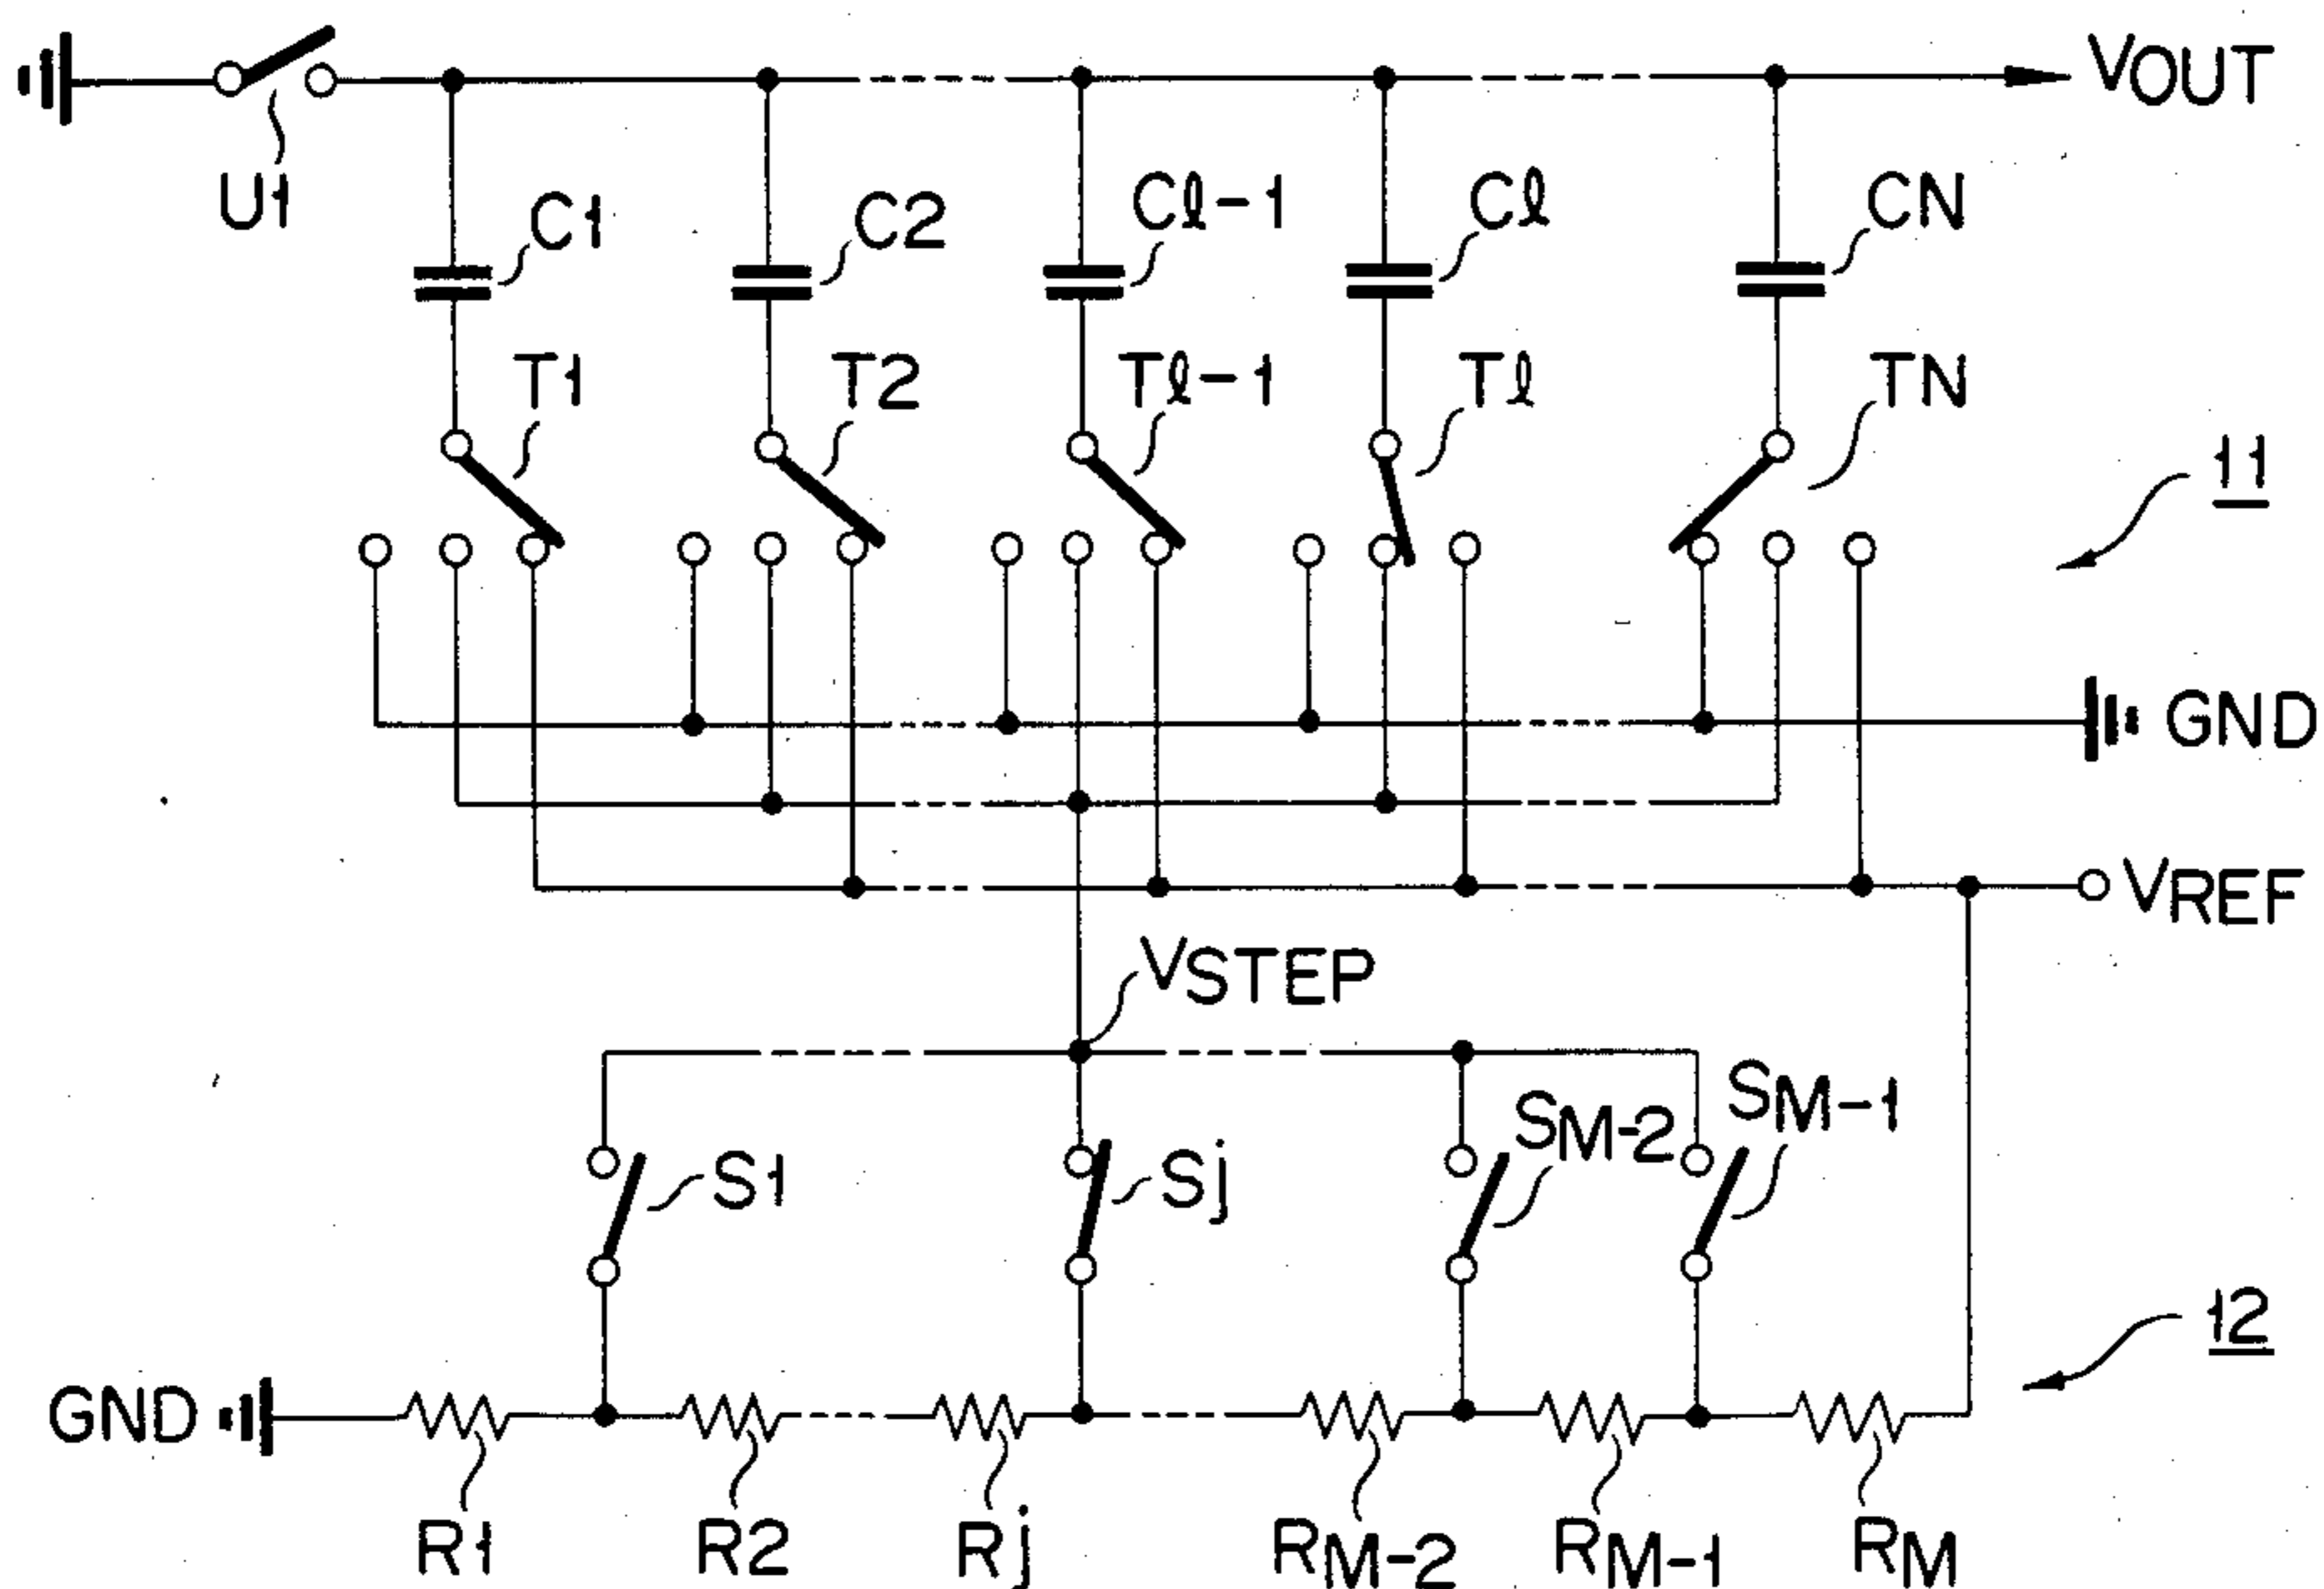 VOUT
U1
C1
C2
Cℓ-1
Cℓ
CN
T1
T2
Tℓ-1
Tℓ
TN
11
GND
VREF
VSTEP
S1
Sj
SM-2
SM-1
12
GND
R1
R2
Rj
RM-2
RM-1
RM